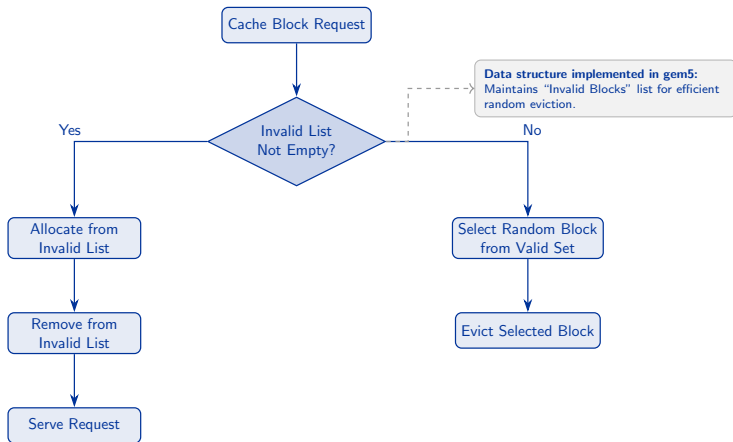 Cache Block Request
Data structure implemented in gem5:
Maintains “Invalid Blocks” list for efficient
random eviction.
Invalid List
Not Empty?
Yes
No
Allocate from
Invalid List
Select Random Block
from Valid Set
Remove from
Invalid List
Evict Selected Block
Serve Request